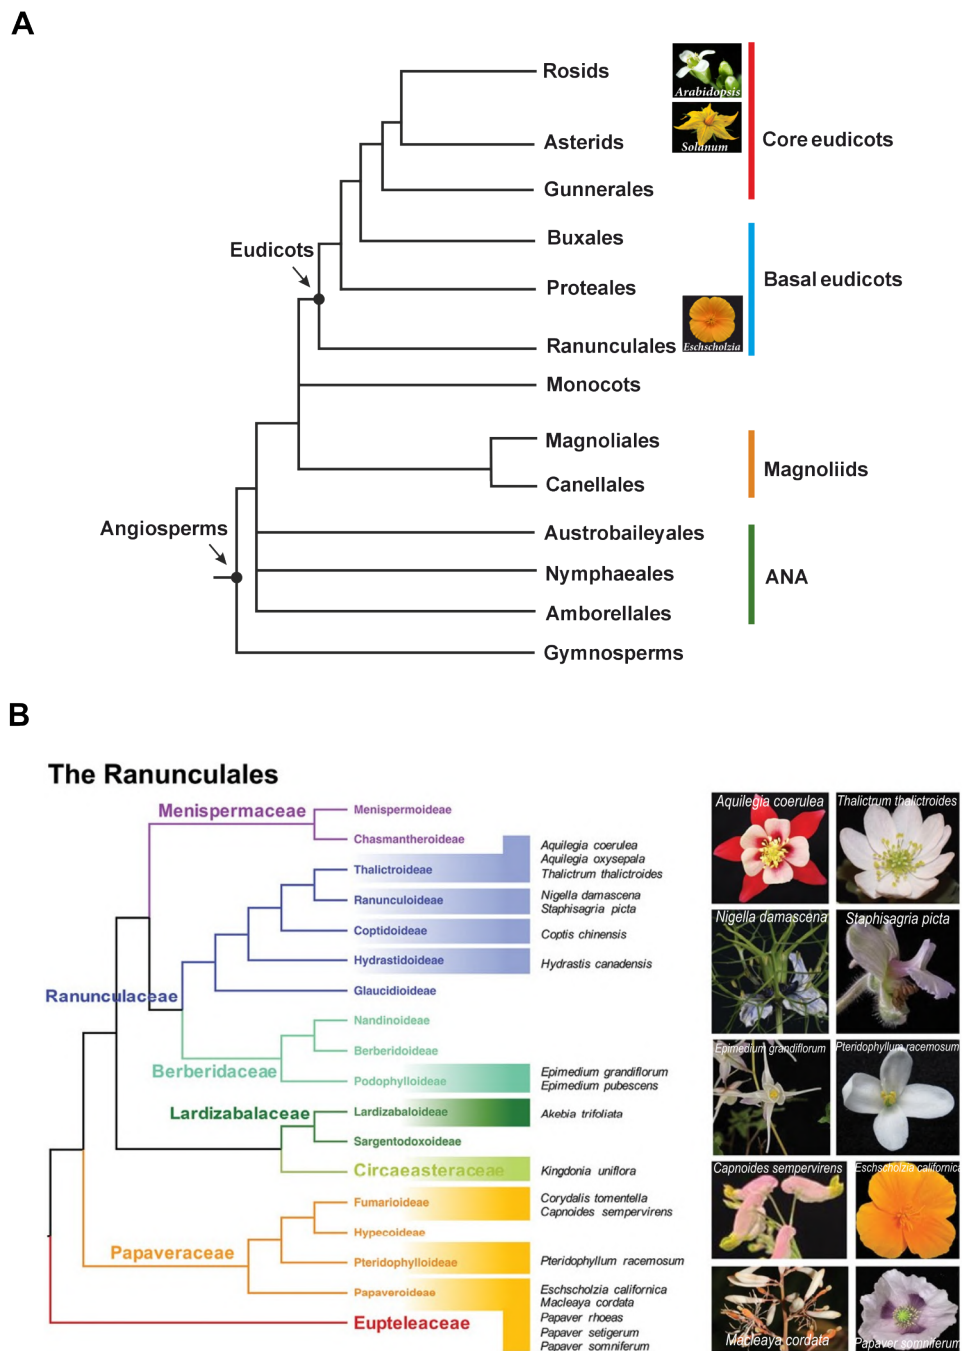 A
Rosids
Arabidopsis
Asterids
Solanum
Core eudicots
Gunnerales
Buxales
Eudicots
Basal eudicots
Proteales
Ranunculales
Eschscholzia
Monocots
Magnoliales
Magnoliids
Canellales
Angiosperms
Austrobaileyales
Nymphaeales
ANA
Amborellales
Gymnosperms
B
The Ranunculales
Menispermaceae
Menispermoideae
Chasmantheroideae
Aquilegia coerulea
Aquilegia oxysepala
Thalictroideae
Thalictrum thalictroides
Ranunculoideae
Nigella damascena
Staphisagria picta
Coptidoideae
Coptis chinensis
Hydrastidoideae
Hydrastis canadensis
Ranunculaceae
Glaucidioideae
Nandinoideae
Berberidoideae
Berberidaceae
Podophylloideae
Epimedium grandiflorum
Epimedium pubescens
Lardizabalaceae
Lardizabaloideae
Akebia trifoliata
Sargentodoxoideae
Circaeasteraceae
Kingdonia uniflora
Fumarioideae
Corydalis tomentella
Capnoides sempervirens
Hypecoideae
Papaveraceae
Pteridophylloideae
Pteridophyllum racemosum
Papaveroideae
Eschscholzia californica
Macleaya cordata
Papaver rhoeas
Papaver setigerum
Papaver somniferum
Eupteleaceae
Aquilegia coerulea
Thalictrum thalictroides
Nigella damascena
Staphisagria picta
Epimedium grandiflorum
Pteridophyllum racemosum
Capnoides sempervirens
Eschscholzia californica
Macleaya cordata
Papaver somniferum